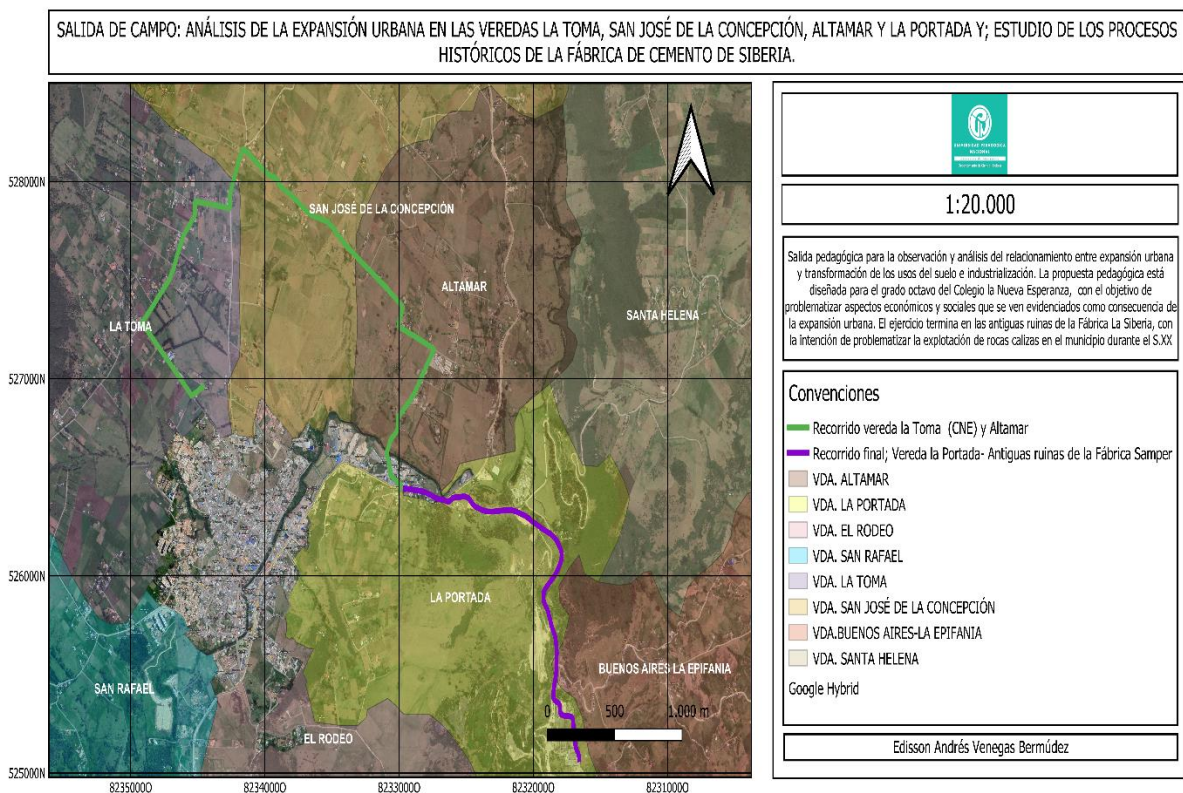 SALIDA DE CAMPO: ANÁLISIS DE LA EXPANSIÓN URBANA EN LAS VEREDAS LA TOMA, SAN JOSÉ DE LA CONCEPCIÓN, ALTAMAR Y LA PORTADA Y; ESTUDIO DE LOS PROCESOS
HISTÓRICOS DE LA FÁBRICA DE CEMENTO DE SIBERIA.
528000N
527000N
526000N
525000N
SAN JOSÉ DE LA CONCEPCIÓN
ALTAMAR
SANTA HELENA
LA TOMA
LA PORTADA
BUENOS AIRES LA EPIFANIA
SAN RAFAEL
EL RODEO
0 500 1.000 m
82350000 82340000 82330000 82320000 82310000
UNIVERSIDAD PEDAGOGICA
NACIONAL
1:20.000
Salida pedagógica para la observación y análisis del relacionamiento entre expansión urbana
y transformación de los usos del suelo e industrialización. La propuesta pedagógica está
diseñada para el grado octavo del Colegio la Nueva Esperanza, con el objetivo de
problematizar aspectos económicos y sociales que se ven evidenciados como consecuencia de
la expansión urbana. El ejercicio termina en las antiguas ruinas de la Fábrica La Siberia, con
la intención de problematizar la explotación de rocas calizas en el municipio durante el S.XX
Convenciones
Recorrido vereda la Toma (CNE) y Altamar
Recorrido final; Vereda la Portada- Antiguas ruinas de la Fábrica Samper
VDA. ALTAMAR
VDA. LA PORTADA
VDA. EL RODEO
VDA. SAN RAFAEL
VDA. LA TOMA
VDA. SAN JOSÉ DE LA CONCEPCIÓN
VDA.BUENOS AIRES-LA EPIFANIA
VDA. SANTA HELENA
Google Hybrid
Edisson Andrés Venegas Bermúdez